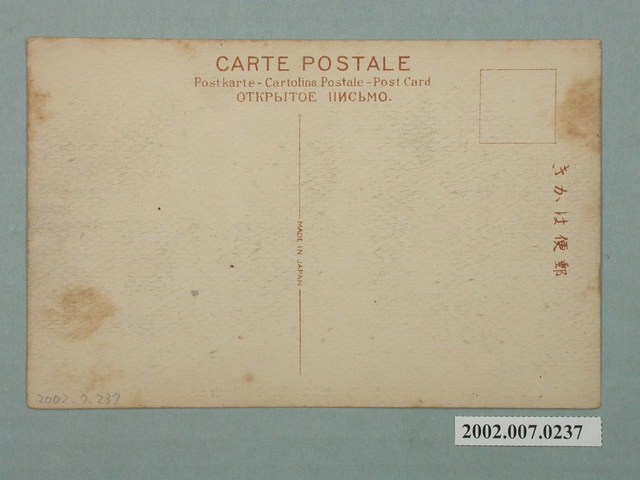 CARTE POSTALE
Postkarte - Cartolina Postale - Post Card
ОТКРЫТОЕ ПИСЬМО.
きかは便郵
MADE IN JAPAN
2002.7.237
2002.007.0237